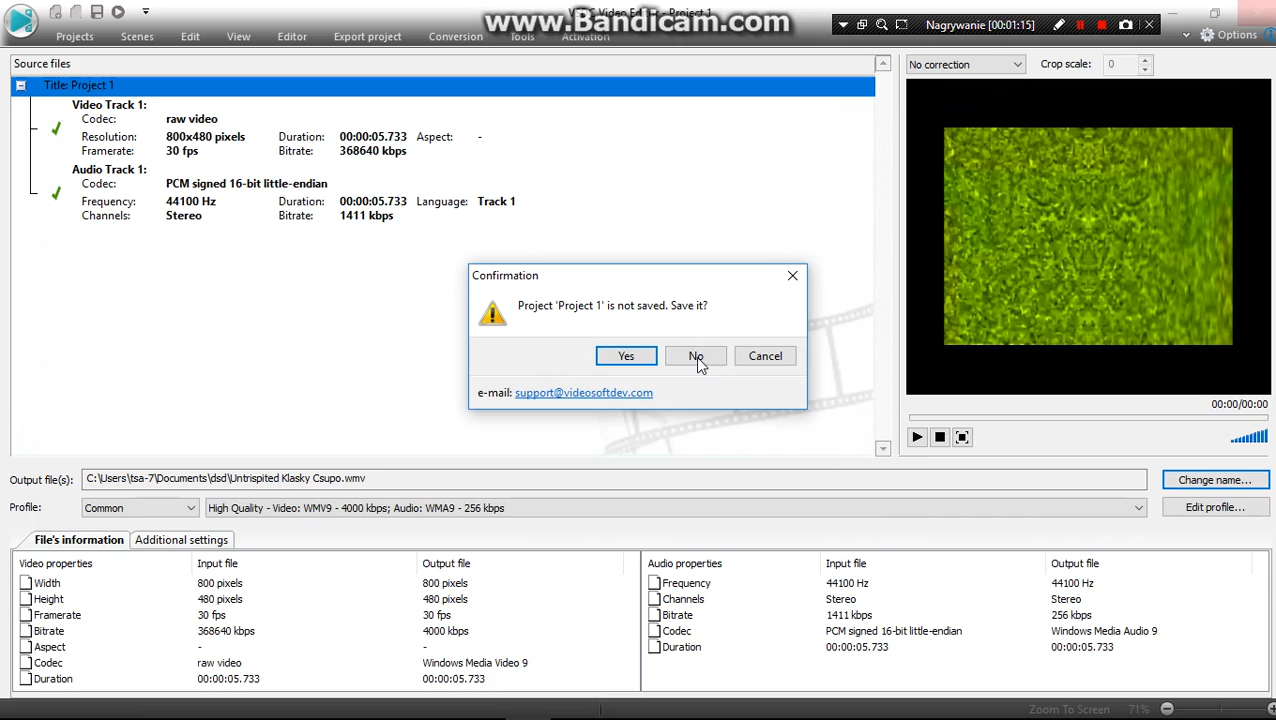 www.Bandicam.com
Nagrywanie [00:01:15]
Projects Scenes Edit View Editor Export project Conversion Tools Activation Options
Source files
Title: Project 1
Video Track 1:
Codec: raw video
Resolution: 800x480 pixels Duration: 00:00:05.733 Aspect: -
Framerate: 30 fps Bitrate: 368640 kbps
Audio Track 1:
Codec: PCM signed 16-bit little-endian
Frequency: 44100 Hz Duration: 00:00:05.733 Language: Track 1
Channels: Stereo Bitrate: 1411 kbps
No correction Crop scale: 0
00:00/00:00
Confirmation
Project 'Project 1' is not saved. Save it?
Yes No Cancel
e-mail: support@videosoftdev.com
Output file(s): C:\Users\tsa-7\Documents\dsd\Untrispited Klasky Csupo.wmv Change name...
Profile: Common High Quality - Video: WMV9 - 4000 kbps; Audio: WMA9 - 256 kbps Edit profile...
File's information Additional settings
Video properties Input file Output file
Width 800 pixels 800 pixels
Height 480 pixels 480 pixels
Framerate 30 fps 30 fps
Bitrate 368640 kbps 4000 kbps
Aspect - -
Codec raw video Windows Media Video 9
Duration 00:00:05.733 00:00:05.733
Audio properties Input file Output file
Frequency 44100 Hz 44100 Hz
Channels Stereo Stereo
Bitrate 1411 kbps 256 kbps
Codec PCM signed 16-bit little-endian Windows Media Audio 9
Duration 00:00:05.733 00:00:05.733
Zoom To Screen 71%